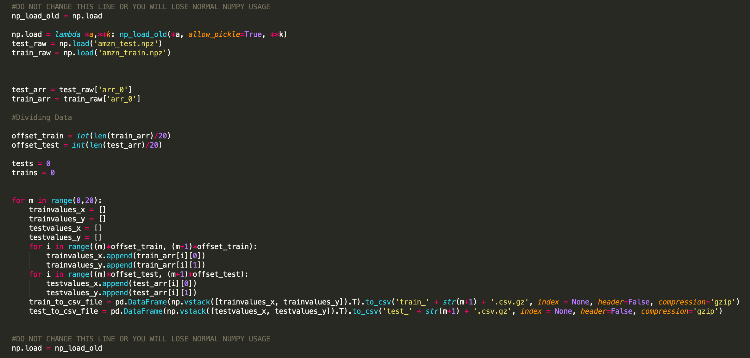 #DO NOT CHANGE THIS LINE OR YOU WILL LOSE NORMAL NUMPY USAGE
np_load_old = np.load
np.load = lambda *a,**k: np_load_old(*a, allow_pickle=True, **k)
test_raw = np.load('amzn_test.npz')
train_raw = np.load('amzn_train.npz')
test_arr = test_raw['arr_0']
train_arr = train_raw['arr_0']
#Dividing Data
offset_train = int(len(train_arr)/20)
offset_test = int(len(test_arr)/20)
tests = 0
trains = 0
for m in range(0,20):
    trainvalues_x = []
    trainvalues_y = []
    testvalues_x = []
    testvalues_y = []
    for i in range((m)*offset_train, (m+1)*offset_train):
        trainvalues_x.append(train_arr[i][0])
        trainvalues_y.append(train_arr[i][1])
    for i in range((m)*offset_test, (m+1)*offset_test):
        testvalues_x.append(test_arr[i][0])
        testvalues_y.append(test_arr[i][1])
    train_to_csv_file = pd.DataFrame(np.vstack([trainvalues_x, trainvalues_y]).T).to_csv('train_' + str(m+1) + '.csv.gz', index = None, header=False, compression='gzip')
    test_to_csv_file = pd.DataFrame(np.vstack([testvalues_x, testvalues_y]).T).to_csv('test_' + str(m+1) + '.csv.gz', index = None, header=False, compression='gzip')
#DO NOT CHANGE THIS LINE OR YOU WILL LOSE NORMAL NUMPY USAGE
np.load = np_load_old